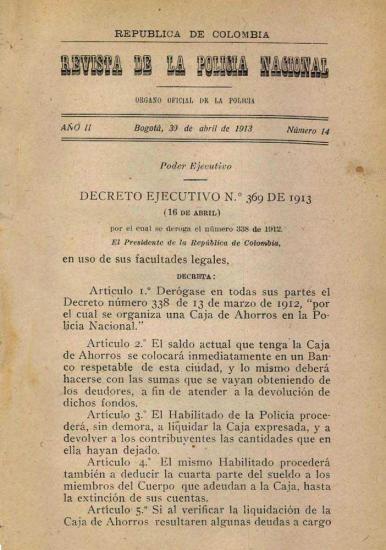 REPUBLICA DE COLOMBIA
REVISTA DE LA POLICIA NACIONAL
ORGANO OFICIAL DE LA POLICIA
AÑO II Bogotá, 30 de abril de 1913 Número 14
Poder Ejecutivo
DECRETO EJECUTIVO N.° 369 DE 1913
(16 DE ABRIL)
por el cual se deroga el número 338 de 1912.
El Presidente de la República de Colombia,
en uso de sus facultades legales,
DECRETA:
Artículo 1.° Derógase en todas sus partes el
Decreto número 338 de 13 de marzo de 1912, "por
el cual se organiza una Caja de Ahorros en la Po-
licía Nacional."
Artículo 2.° El saldo actual que tenga la Caja
de Ahorros se colocará inmediatamente en un Ban-
co respetable de esta ciudad, y lo mismo deberá
hacerse con las sumas que se vayan obteniendo de
los deudores, a fin de atender a la devolución de
dichos fondos.
Artículo 3.° El Habilitado de la Policía proce-
derá, sin demora, a liquidar la Caja expresada, y a
devolver a los contribuyentes las cantidades que en
ella hayan dejado.
Artículo 4.° El mismo Habilitado procederá
también a deducir la cuarta parte del sueldo a los
miembros del Cuerpo que adeudan a la Caja, hasta
la extinción de sus cuentas.
Artículo 5.° Si al verificar la liquidación de la
Caja de Ahorros resultaren algunas deudas a cargo